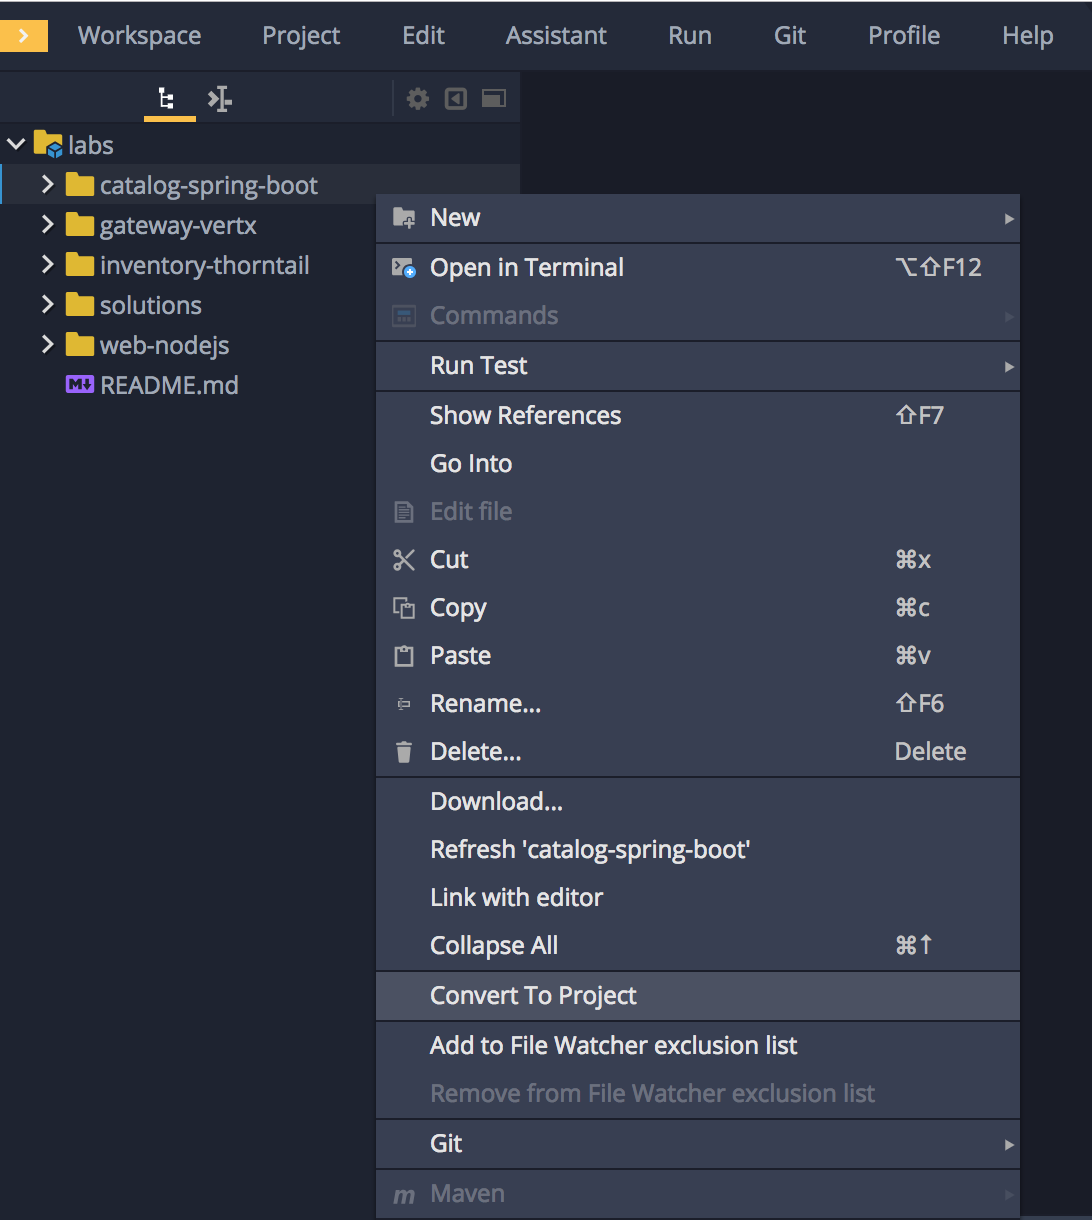 Workspace Project Edit Assistant Run Git Profile Help
labs
catalog-spring-boot
gateway-vertx
inventory-thorntail
solutions
web-nodejs
M↓ README.md
New
Open in Terminal ⌥⇧F12
Commands
Run Test
Show References ⇧F7
Go Into
Edit file
Cut ⌘x
Copy ⌘c
Paste ⌘v
Rename... ⇧F6
Delete... Delete
Download...
Refresh 'catalog-spring-boot'
Link with editor
Collapse All ⌘↑
Convert To Project
Add to File Watcher exclusion list
Remove from File Watcher exclusion list
Git
m Maven